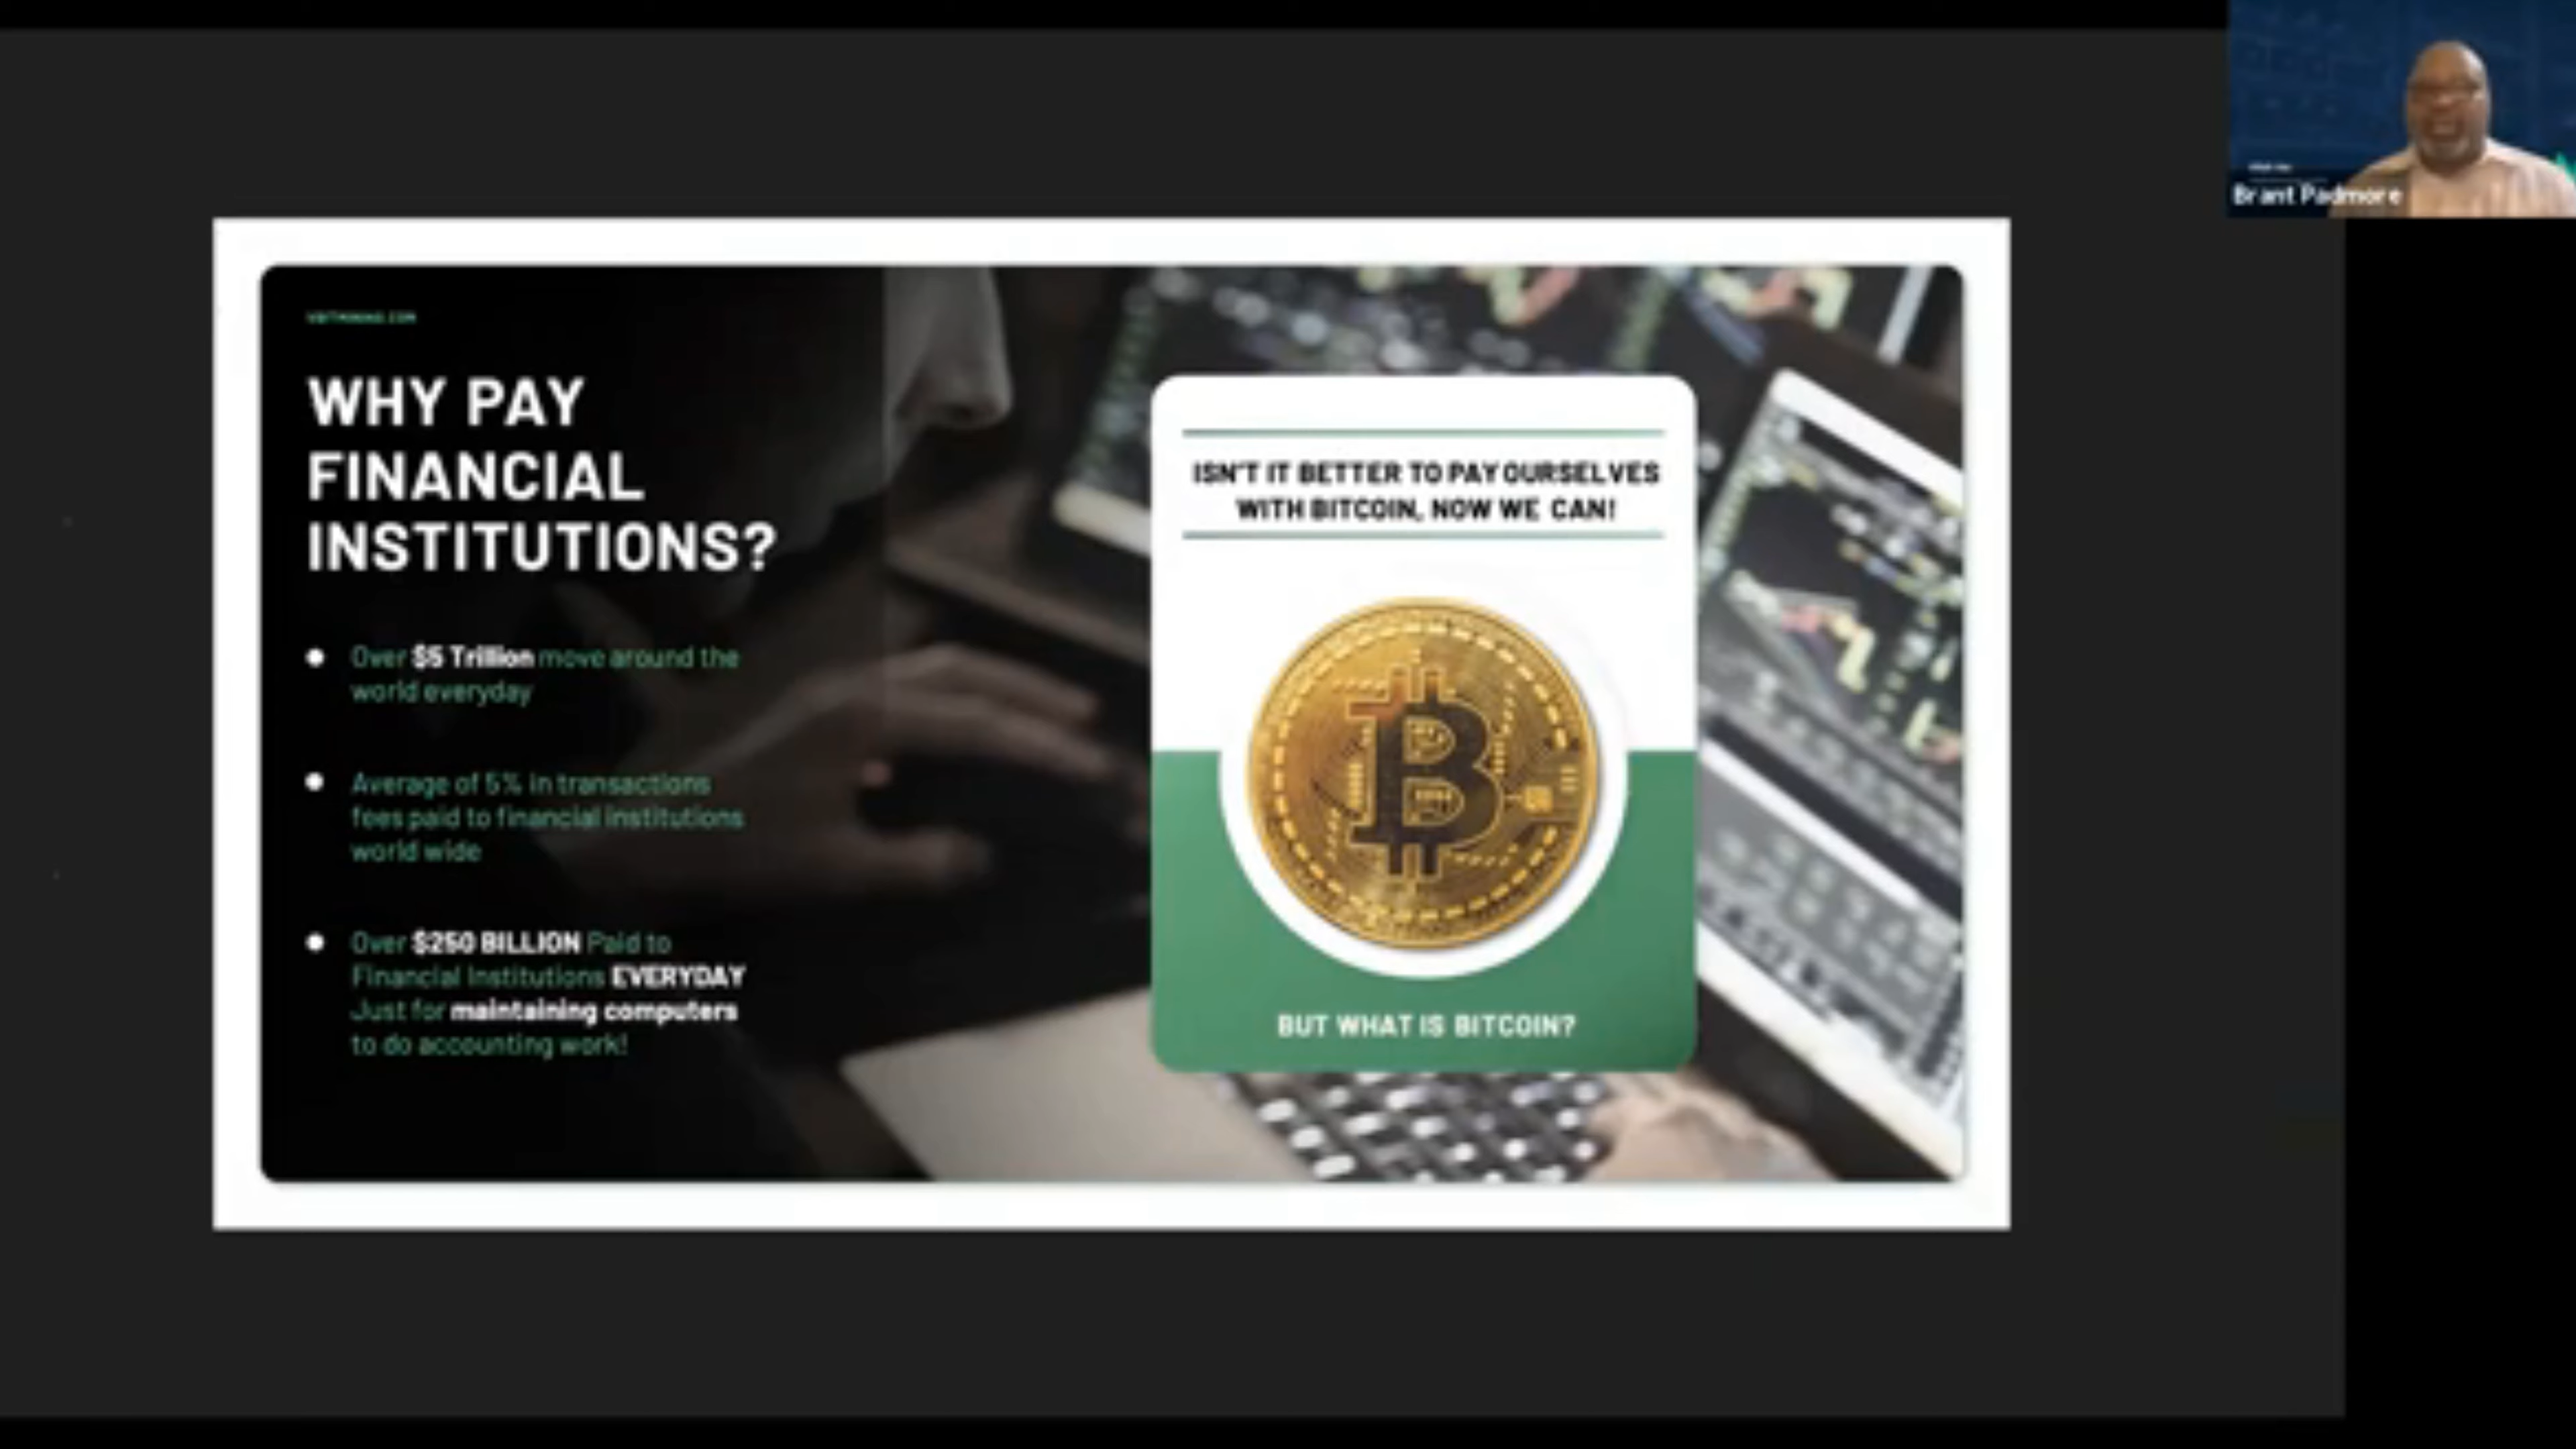 Brant Padmore
VBITMINING.COM
WHY PAY
FINANCIAL
INSTITUTIONS?
Over $5 Trillion move around the
world everyday
Average of 5% in transactions
fees paid to financial institutions
world wide
Over $250 BILLION Paid to
Financial Institutions EVERYDAY
Just for maintaining computers
to do accounting work!
ISN'T IT BETTER TO PAY OURSELVES
WITH BITCOIN, NOW WE CAN!
BUT WHAT IS BITCOIN?